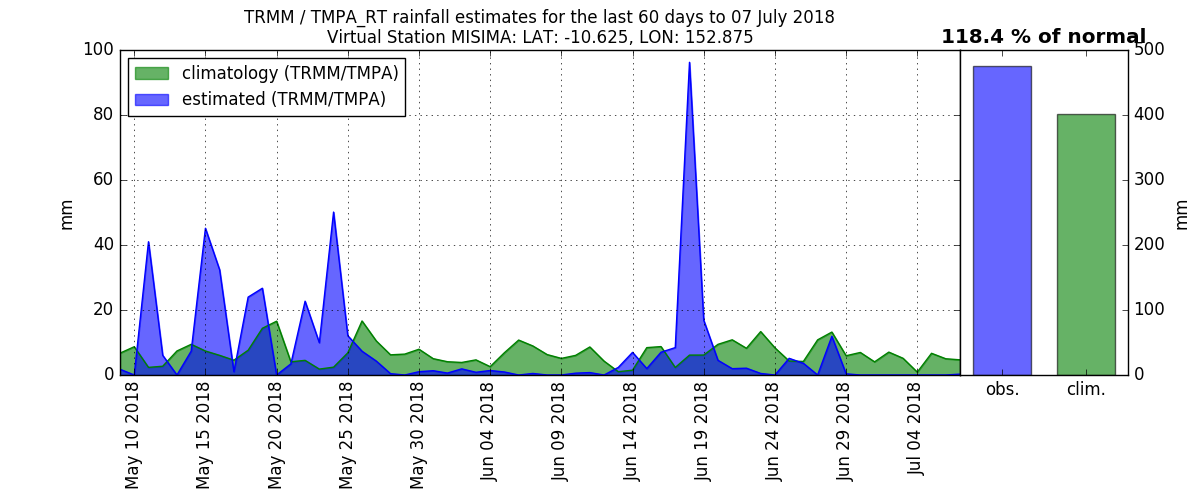 TRMM / TMPA_RT rainfall estimates for the last 60 days to 07 July 2018
Virtual Station MISIMA: LAT: -10.625, LON: 152.875
118.4 % of normal
climatology (TRMM/TMPA)
estimated (TRMM/TMPA)
100
80
60
40
20
0
mm
May 10 2018
May 15 2018
May 20 2018
May 25 2018
May 30 2018
Jun 04 2018
Jun 09 2018
Jun 14 2018
Jun 19 2018
Jun 24 2018
Jun 29 2018
Jul 04 2018
obs.
clim.
500
400
300
200
100
0
mm